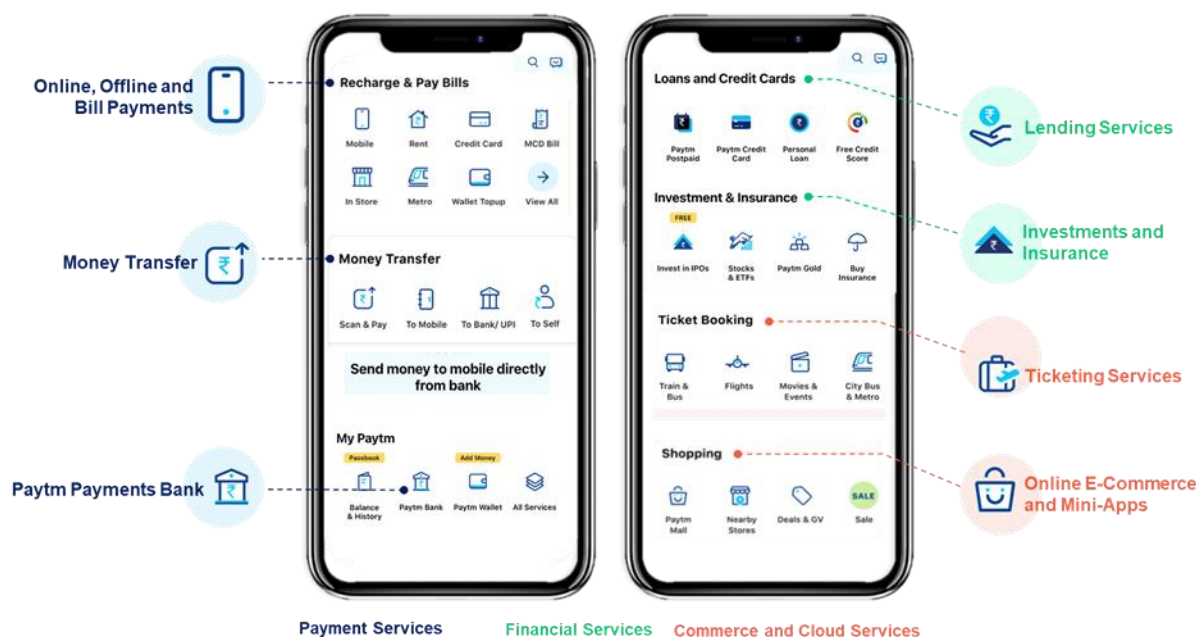 Online, Offline and
Bill Payments
Money Transfer
Paytm Payments Bank
Recharge & Pay Bills
Mobile
Rent
Credit Card
MCD Bill
In Store
Metro
Wallet Topup
View All
Money Transfer
Scan & Pay
To Mobile
To Bank/ UPI
To Self
Send money to mobile directly
from bank
My Paytm
Passbook
Add Money
Balance
& History
Paytm Bank
Paytm Wallet
All Services
Loans and Credit Cards
Paytm
Postpaid
Paytm Credit
Card
Personal
Loan
Free Credit
Score
Investment & Insurance
FREE
Invest in IPOs
Stocks
& ETFs
Paytm Gold
Buy
Insurance
Ticket Booking
Train &
Bus
Flights
Movies &
Events
City Bus
& Metro
Shopping
Paytm
Mall
Nearby
Stores
Deals & GV
SALE
Sale
Lending Services
Investments and
Insurance
Ticketing Services
Online E-Commerce
and Mini-Apps
Payment Services
Financial Services
Commerce and Cloud Services